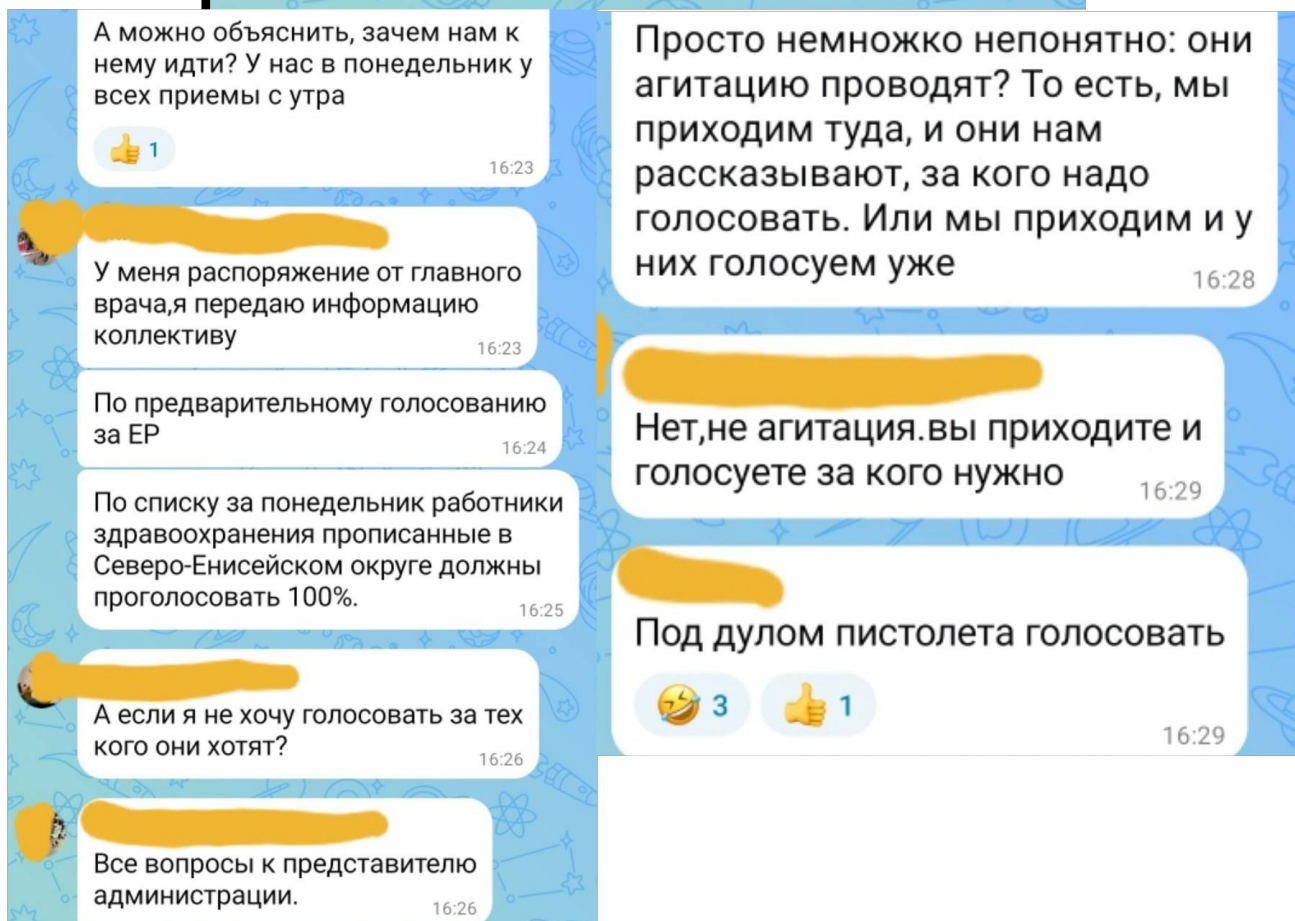 А можно объяснить, зачем нам к
нему идти? У нас в понедельник у
всех приемы с утра
👍 1
16:23
У меня распоряжение от главного
врача,я передаю информацию
коллективу
16:23
По предварительному голосованию
за ЕР
16:24
По списку за понедельник работники
здравоохранения прописанные в
Северо-Енисейском округе должны
проголосовать 100%.
16:25
А если я не хочу голосовать за тех
кого они хотят?
16:26
Все вопросы к представителю
администрации.
16:26
Просто немножко непонятно: они
агитацию проводят? То есть, мы
приходим туда, и они нам
рассказывают, за кого надо
голосовать. Или мы приходим и у
них голосуем уже
16:28
Нет,не агитация.вы приходите и
голосуете за кого нужно
16:29
Под дулом пистолета голосовать
🤣 3 👍 1
16:29